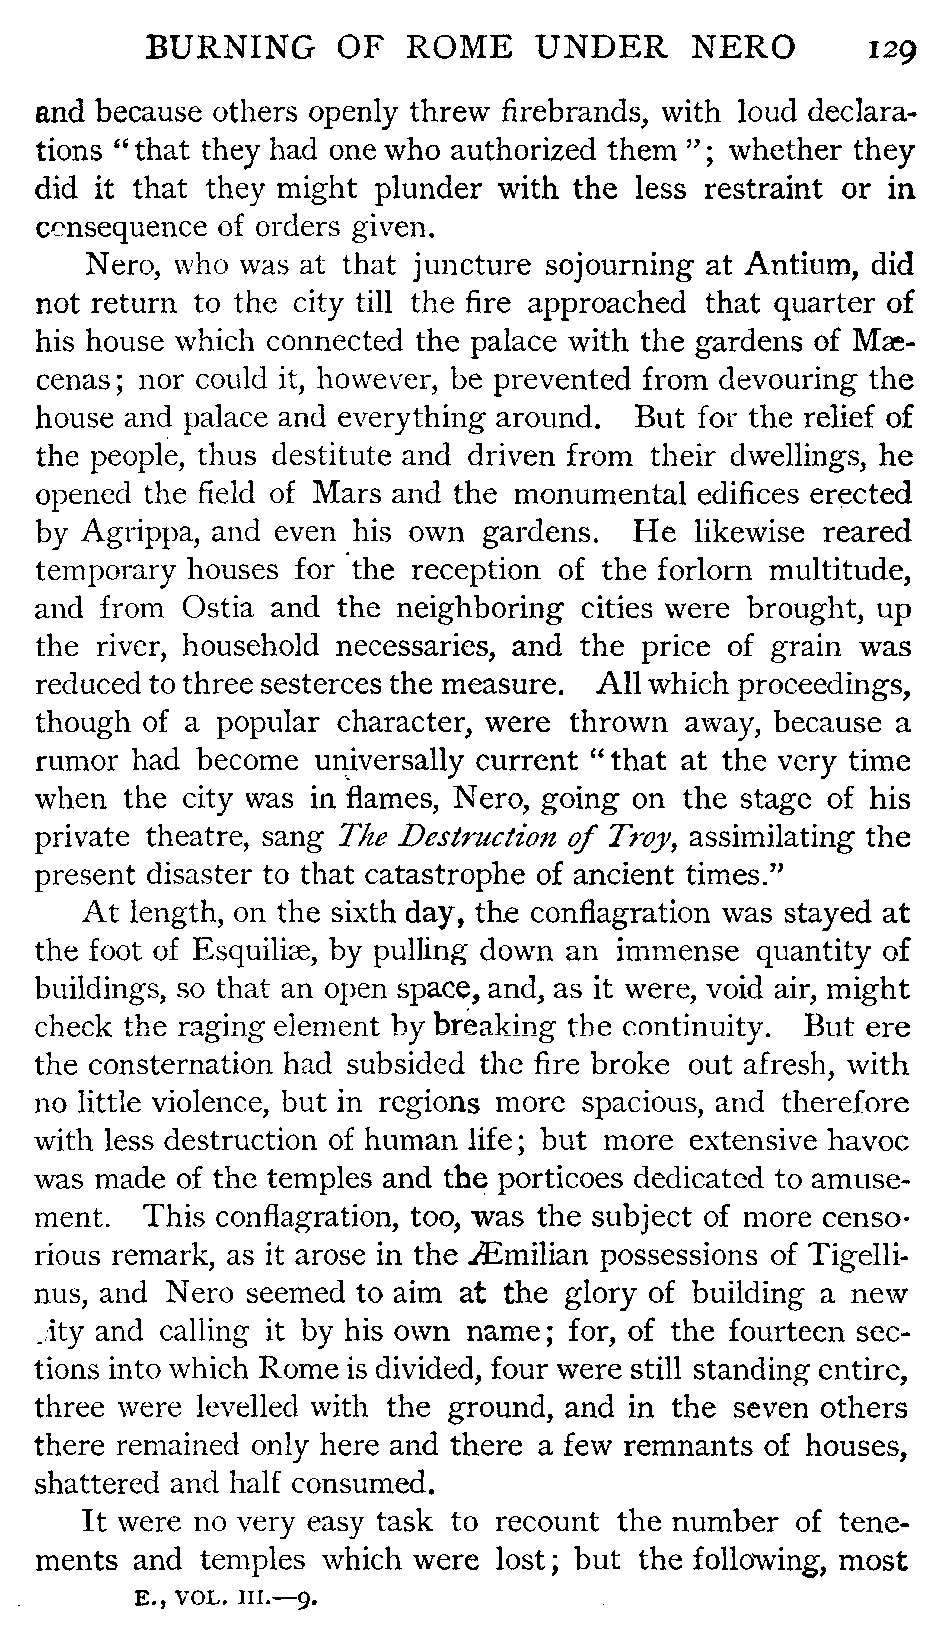 BURNING OF ROME UNDER NERO 129
and because others openly threw firebrands, with loud declara-
tions "that they had one who authorized them"; whether they
did it that they might plunder with the less restraint or in
consequence of orders given.
Nero, who was at that juncture sojourning at Antium, did
not return to the city till the fire approached that quarter of
his house which connected the palace with the gardens of Mæ-
cenas; nor could it, however, be prevented from devouring the
house and palace and everything around. But for the relief of
the people, thus destitute and driven from their dwellings, he
opened the field of Mars and the monumental edifices erected
by Agrippa, and even his own gardens. He likewise reared
temporary houses for the reception of the forlorn multitude,
and from Ostia and the neighboring cities were brought, up
the river, household necessaries, and the price of grain was
reduced to three sesterces the measure. All which proceedings,
though of a popular character, were thrown away, because a
rumor had become universally current "that at the very time
when the city was in flames, Nero, going on the stage of his
private theatre, sang The Destruction of Troy, assimilating the
present disaster to that catastrophe of ancient times."
At length, on the sixth day, the conflagration was stayed at
the foot of Esquiliæ, by pulling down an immense quantity of
buildings, so that an open space, and, as it were, void air, might
check the raging element by breaking the continuity. But ere
the consternation had subsided the fire broke out afresh, with
no little violence, but in regions more spacious, and therefore
with less destruction of human life; but more extensive havoc
was made of the temples and the porticoes dedicated to amuse-
ment. This conflagration, too, was the subject of more censo-
rious remark, as it arose in the Æmilian possessions of Tigelli-
nus, and Nero seemed to aim at the glory of building a new
city and calling it by his own name; for, of the fourteen sec-
tions into which Rome is divided, four were still standing entire,
three were levelled with the ground, and in the seven others
there remained only here and there a few remnants of houses,
shattered and half consumed.
It were no very easy task to recount the number of tene-
ments and temples which were lost; but the following, most
E., VOL. III.—9.